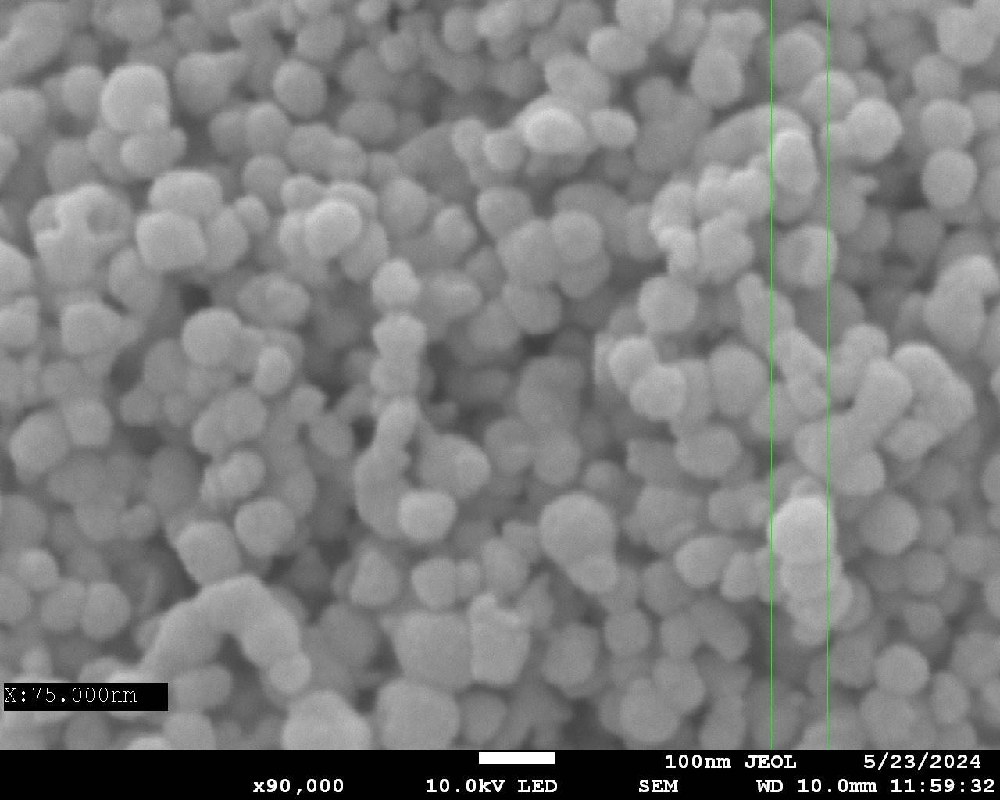 X:75.000nm
100nm JEOL 5/23/2024
x90,000 10.0kV LED SEM WD 10.0mm 11:59:32